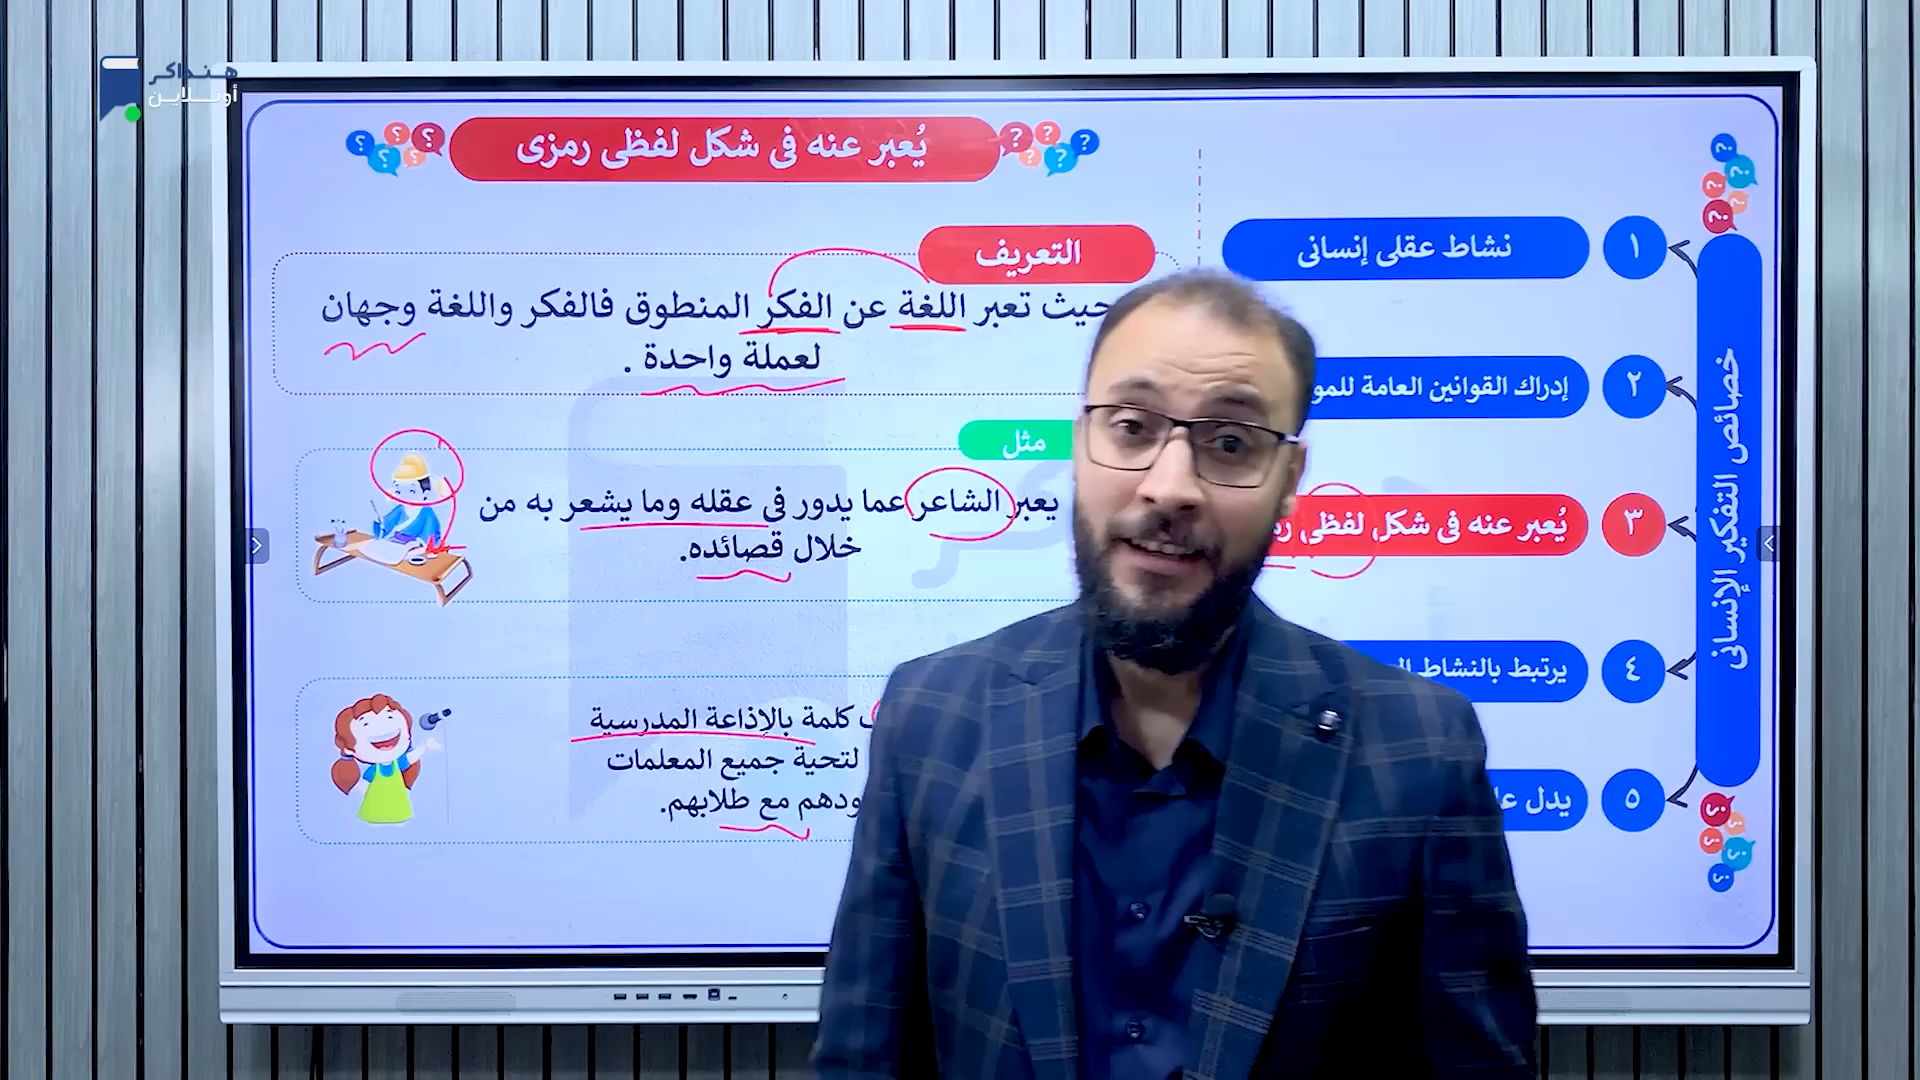 هنذاكر
أونلاين
يُعبر عنه فى شكل لفظى رمزى
التعريف
حيث تعبر اللغة عن الفكر المنطوق فالفكر واللغة وجهان
لعملة واحدة .
مثل
يعبر الشاعر عما يدور فى عقله وما يشعر به من
خلال قصائده.
كلمة بالإذاعة المدرسية
لتحية جميع المعلمات
مع طلابهم.
خصائص التفكير الإنسانى
١ نشاط عقلى إنسانى
٢ إدراك القوانين العامة
٣ يُعبر عنه فى شكل لفظى
٤ يرتبط بالنشاط
٥ يدل